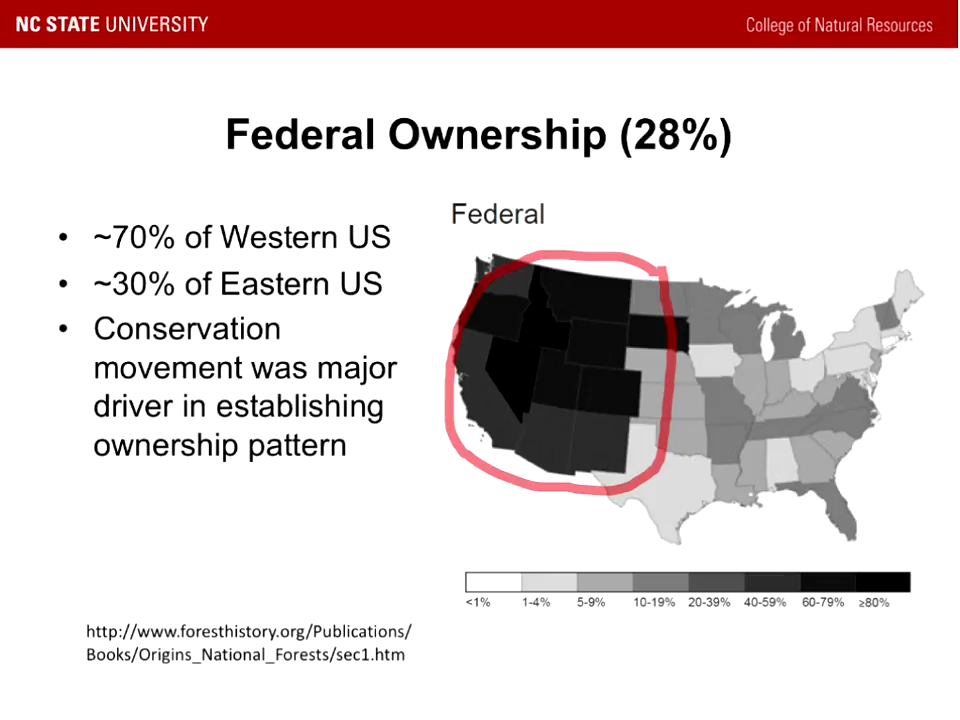 NC STATE UNIVERSITY
College of Natural Resources
Federal Ownership (28%)
• ~70% of Western US
• ~30% of Eastern US
• Conservation
movement was major
driver in establishing
ownership pattern
Federal
<1% 1-4% 5-9% 10-19% 20-39% 40-59% 60-79% ≥80%
http://www.foresthistory.org/Publications/
Books/Origins_National_Forests/sec1.htm